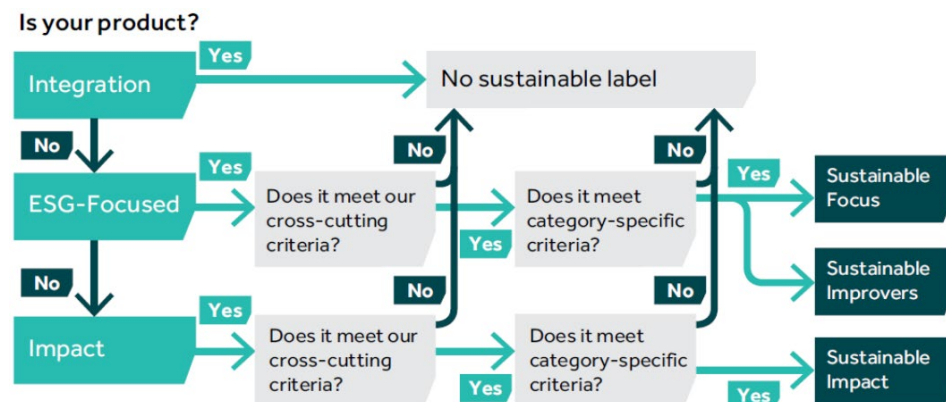 Is your product?
Yes
Integration
No sustainable label
No
Yes
No
No
ESG-Focused
Does it meet our
cross-cutting
criteria?
Yes
Does it meet
category-specific
criteria?
Yes
Sustainable
Focus
No
Yes
No
No
Sustainable
Improvers
Impact
Does it meet our
cross-cutting
criteria?
Yes
Does it meet
category-specific
criteria?
Yes
Sustainable
Impact